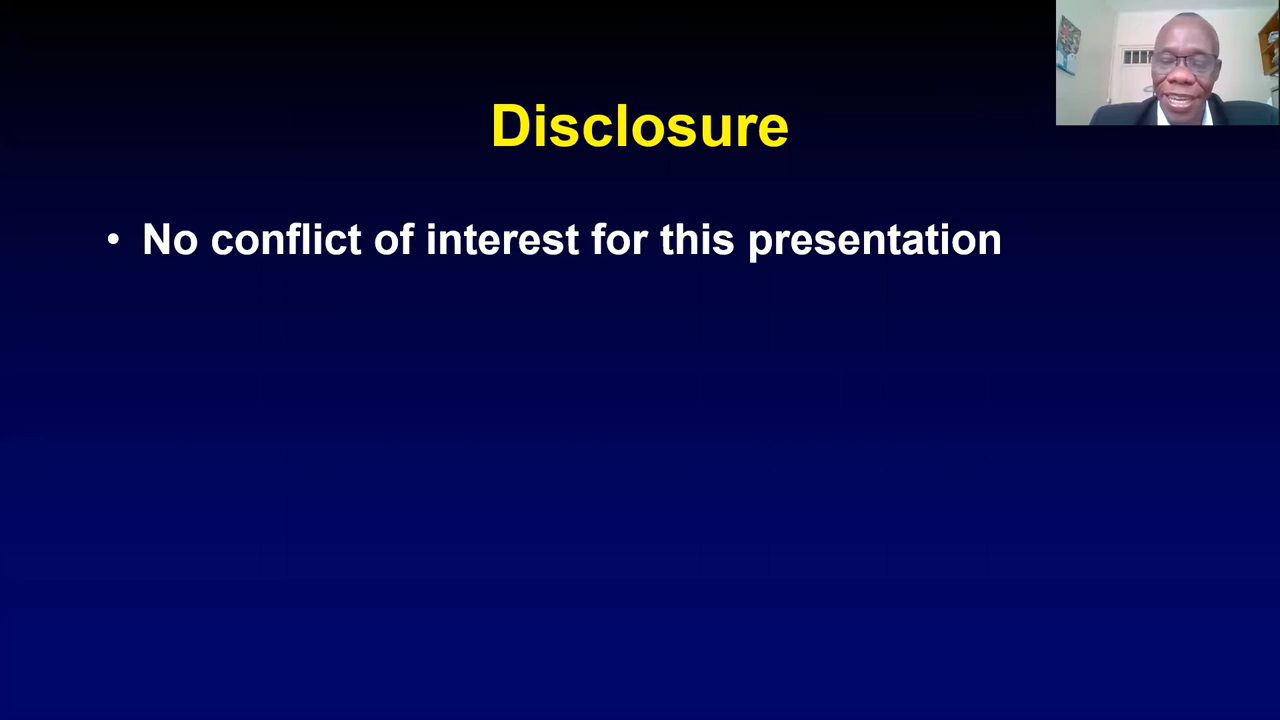 Disclosure
• No conflict of interest for this presentation